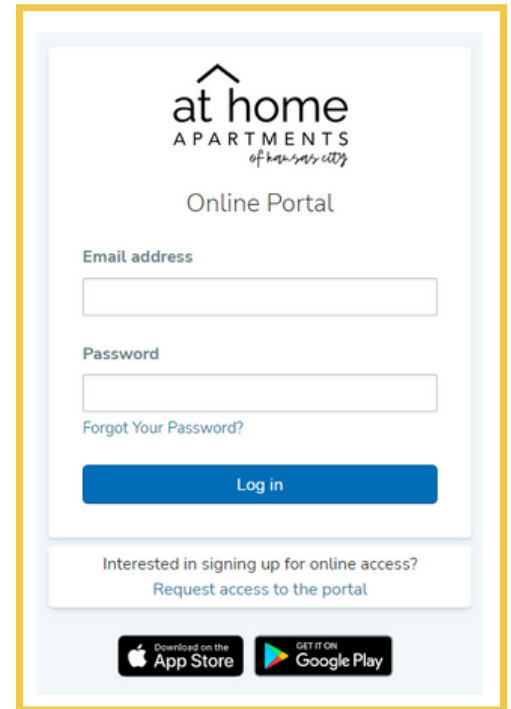 at home
APARTMENTS
of kansas city
Online Portal
Email address
Password
Forgot Your Password?
Log in
Interested in signing up for online access?
Request access to the portal
Download on the
App Store
GET IT ON
Google Play